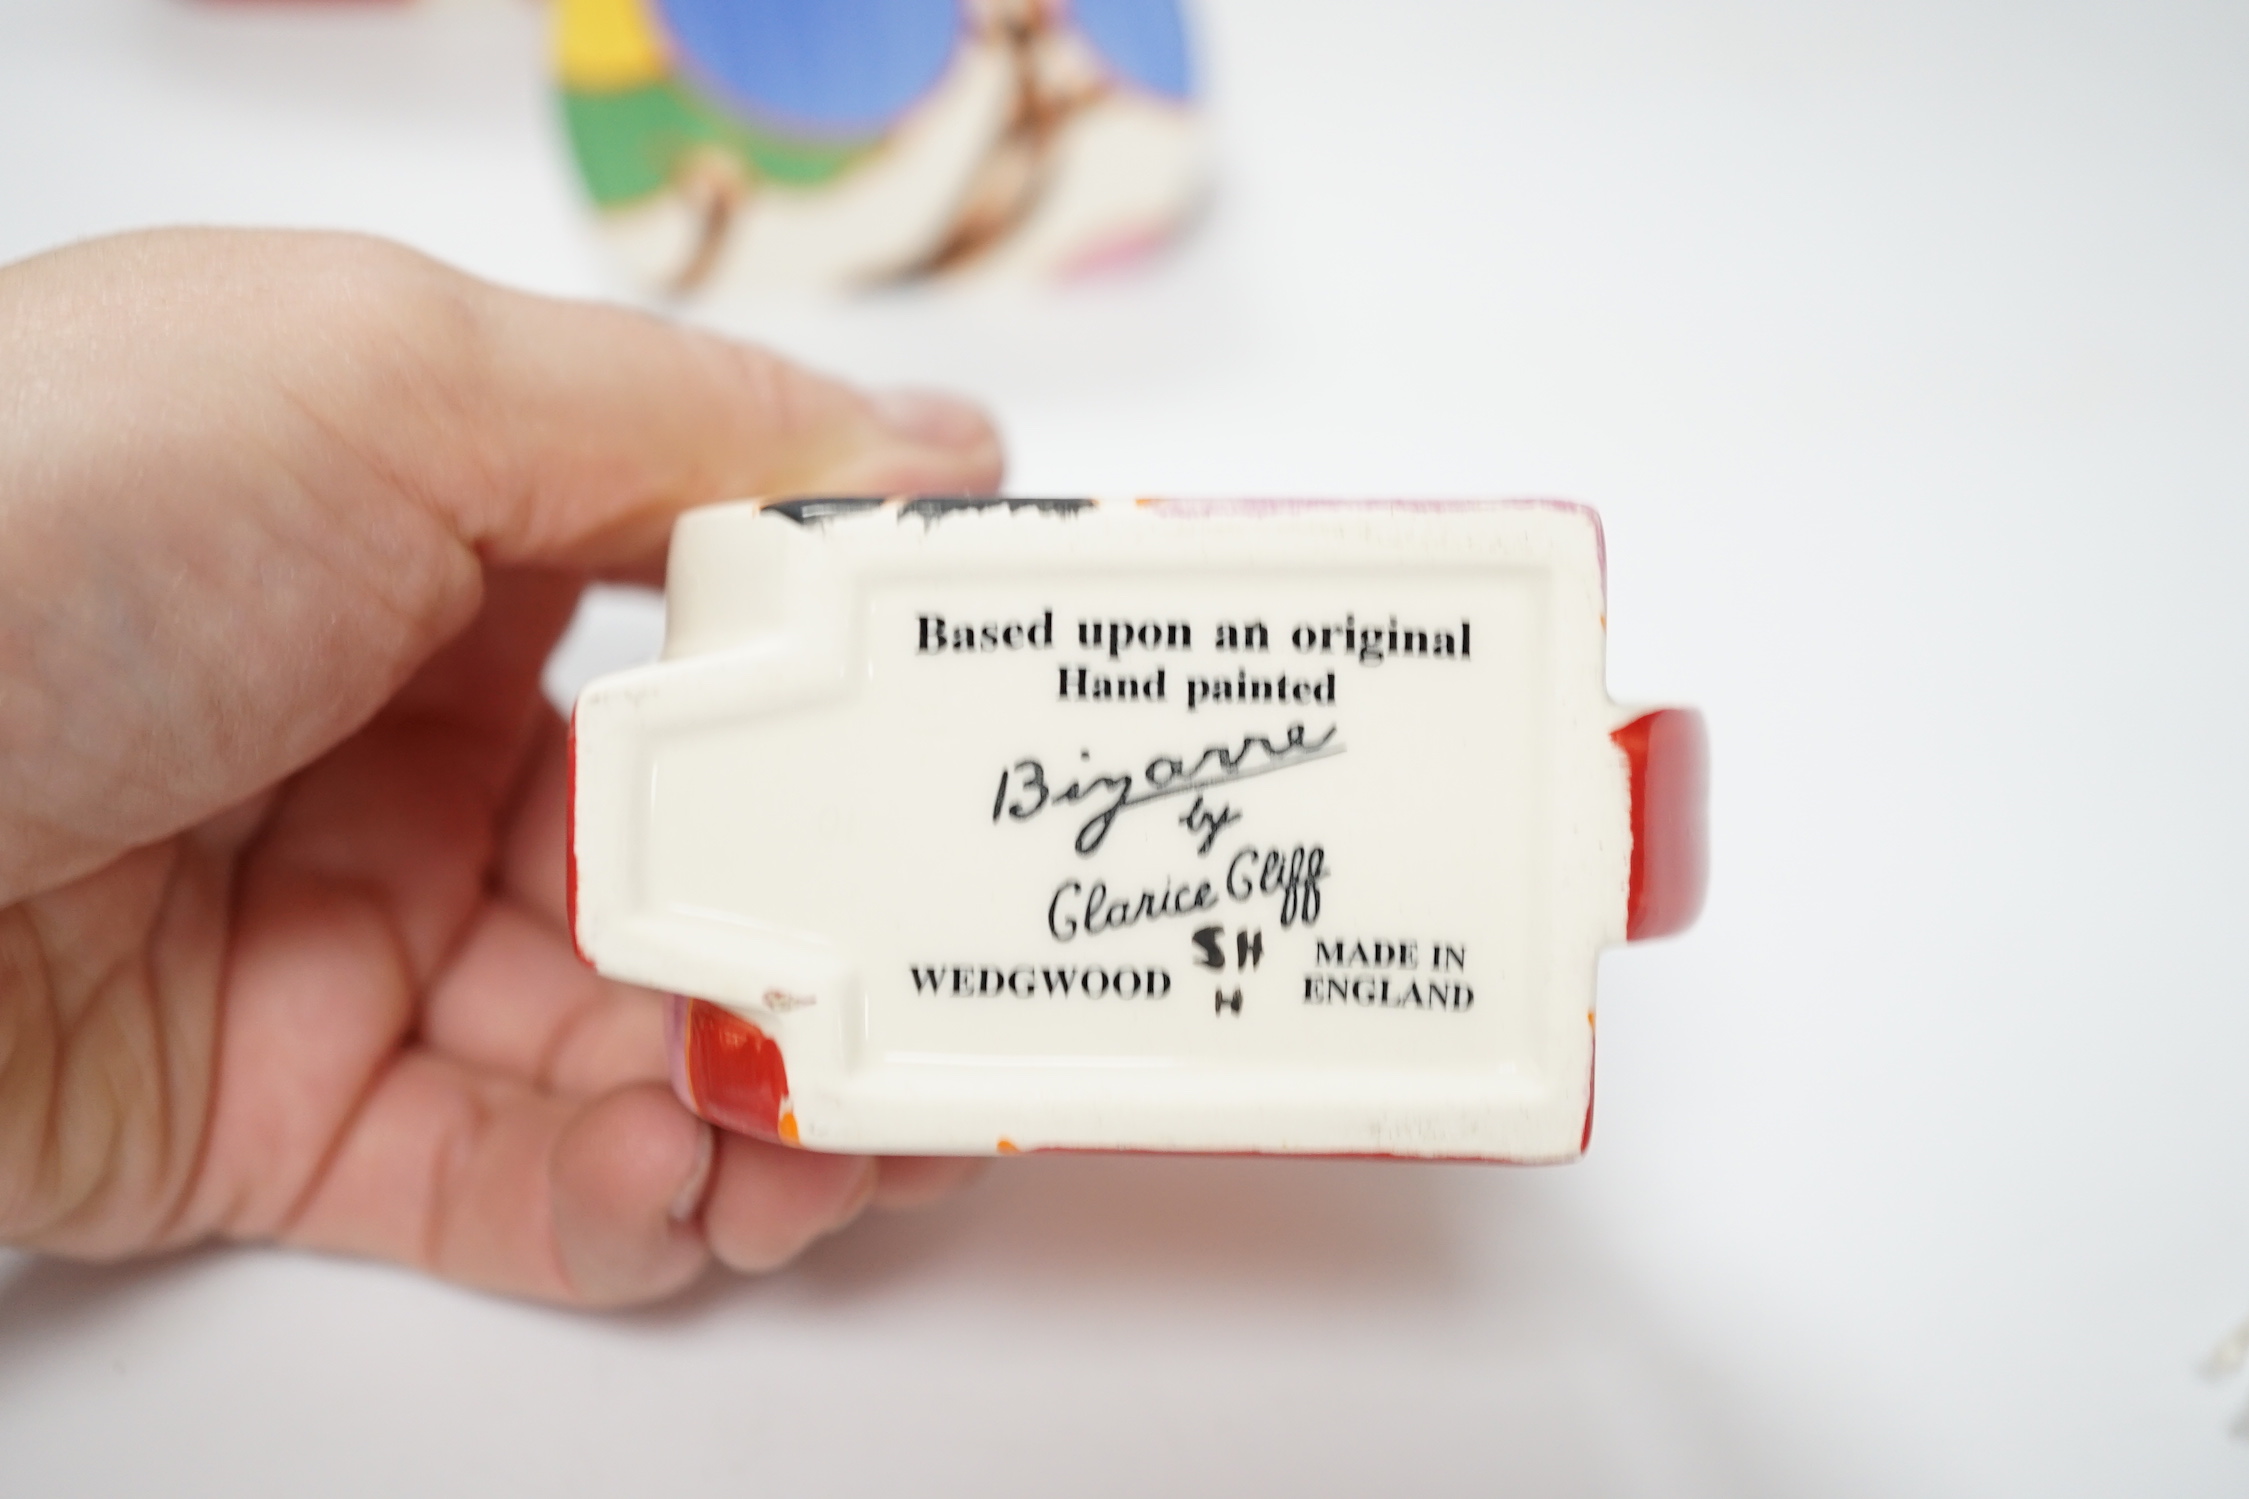 Based upon an original
Hand painted
Bizarre
by
Clarice Cliff
SH
H
WEDGWOOD
MADE IN
ENGLAND